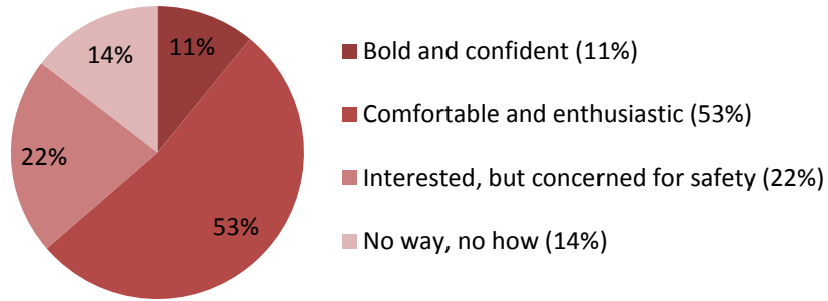 14%
11%
22%
53%
Bold and confident (11%)
Comfortable and enthusiastic (53%)
Interested, but concerned for safety (22%)
No way, no how (14%)